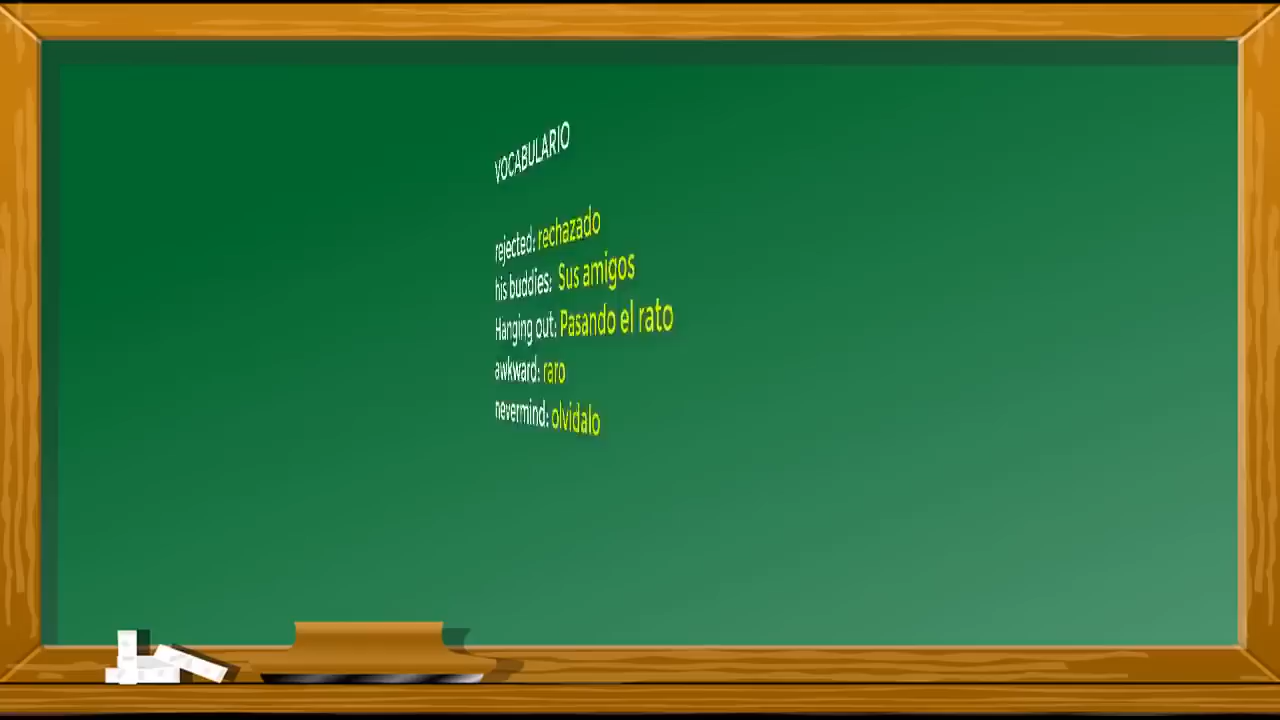 VOCABULARIO
rejected: rechazado
his buddies: Sus amigos
Hanging out: Pasando el rato
awkward: raro
nevermind: olvidalo